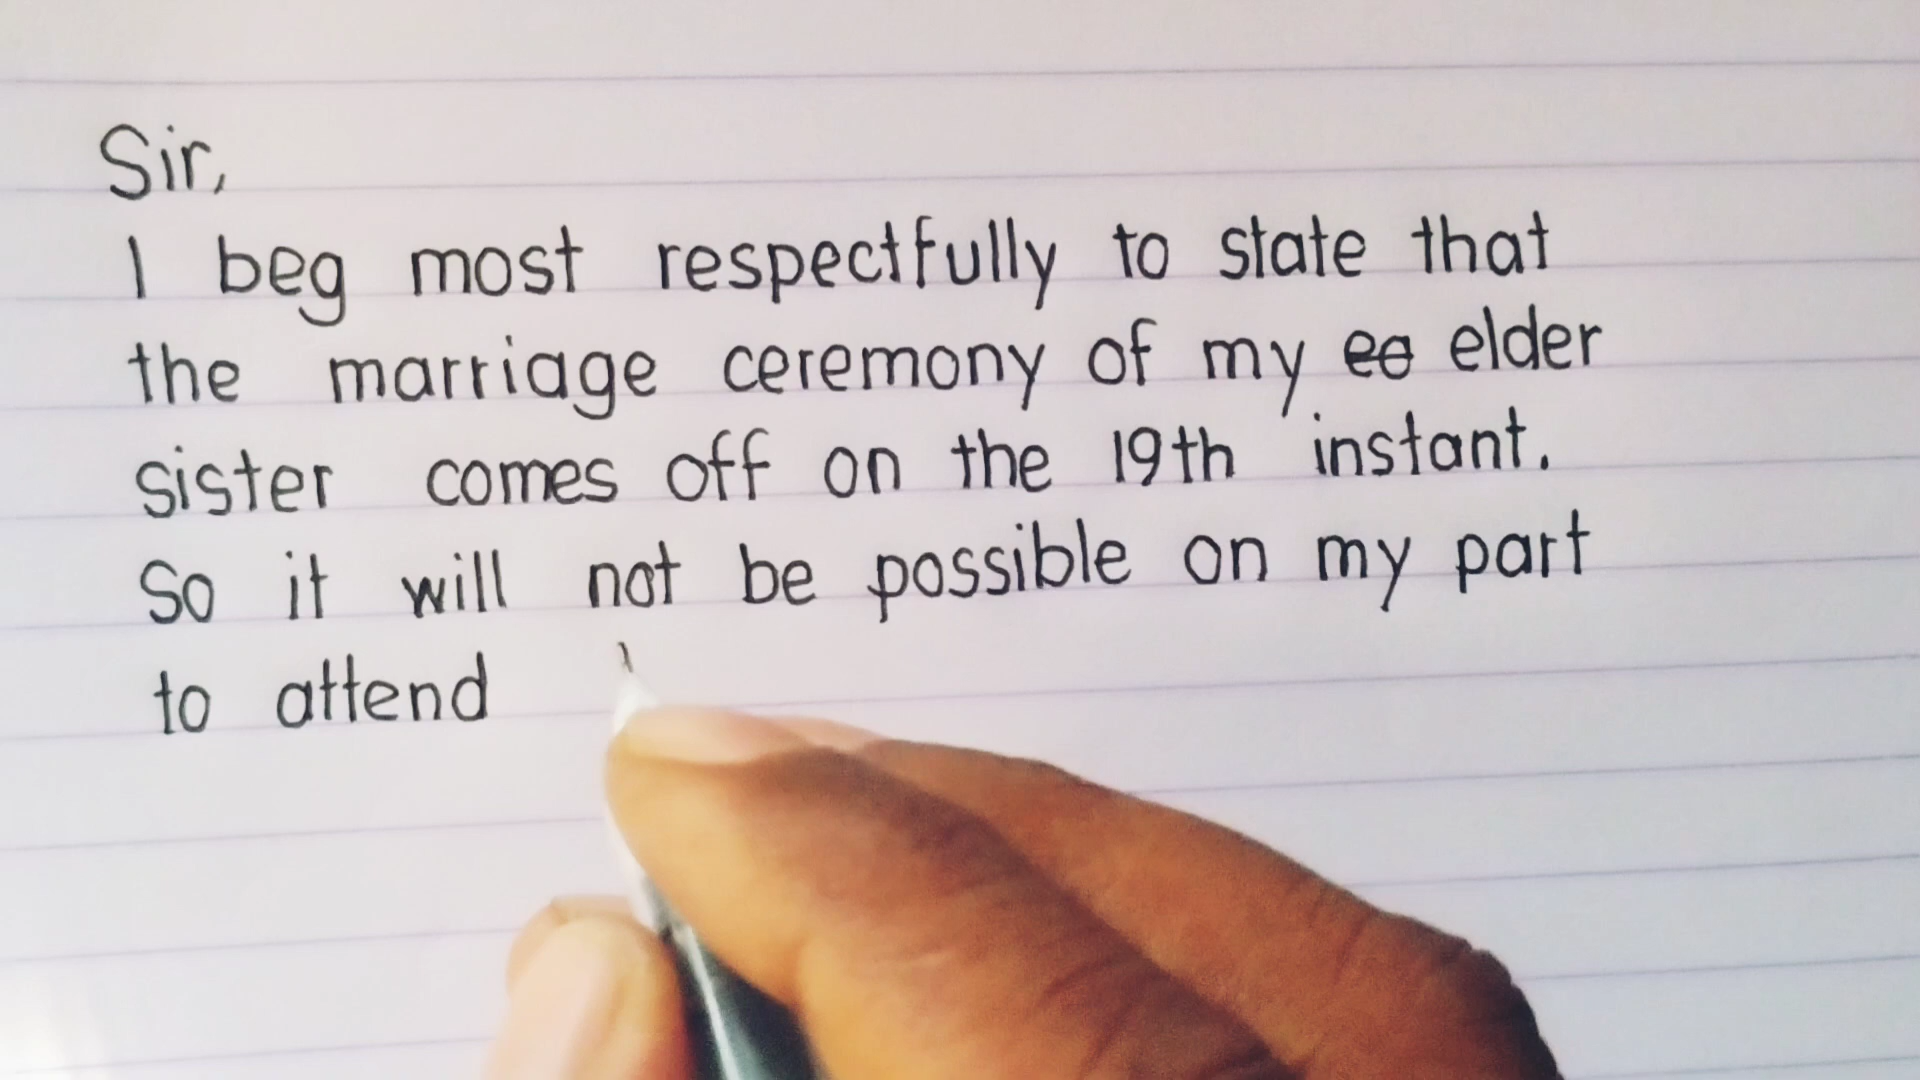 Sir,
I beg most respectfully to state that
the marriage ceremony of my ee elder
sister comes off on the 19th instant.
So it will not be possible on my part
to attend